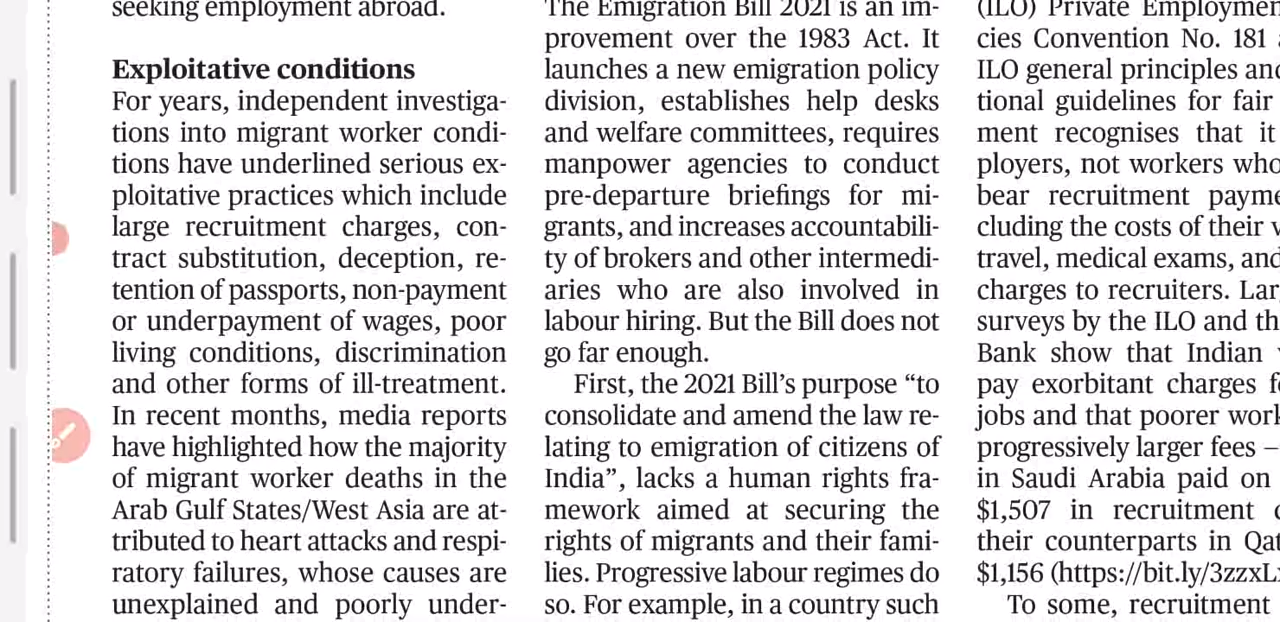 seeking employment abroad.
Exploitative conditions
For years, independent investiga-
tions into migrant worker condi-
tions have underlined serious ex-
ploitative practices which include
large recruitment charges, con-
tract substitution, deception, re-
tention of passports, non-payment
or underpayment of wages, poor
living conditions, discrimination
and other forms of ill-treatment.
In recent months, media reports
have highlighted how the majority
of migrant worker deaths in the
Arab Gulf States/West Asia are at-
tributed to heart attacks and respi-
ratory failures, whose causes are
unexplained and poorly under-
The Emigration Bill 2021 is an im-
provement over the 1983 Act. It
launches a new emigration policy
division, establishes help desks
and welfare committees, requires
manpower agencies to conduct
pre-departure briefings for mi-
grants, and increases accountabili-
ty of brokers and other intermedi-
aries who are also involved in
labour hiring. But the Bill does not
go far enough.
First, the 2021 Bill's purpose “to
consolidate and amend the law re-
lating to emigration of citizens of
India”, lacks a human rights fra-
mework aimed at securing the
rights of migrants and their fami-
lies. Progressive labour regimes do
so. For example, in a country such
(ILO) Private Employmen
cies Convention No. 181
ILO general principles and
tional guidelines for fair
ment recognises that it
ployers, not workers who
bear recruitment payme
cluding the costs of their
travel, medical exams, and
charges to recruiters. Lar
surveys by the ILO and th
Bank show that Indian
pay exorbitant charges f
jobs and that poorer work
progressively larger fees –
in Saudi Arabia paid on
$1,507 in recruitment
their counterparts in Qat
$1,156 (https://bit.ly/3zzxL
To some, recruitment